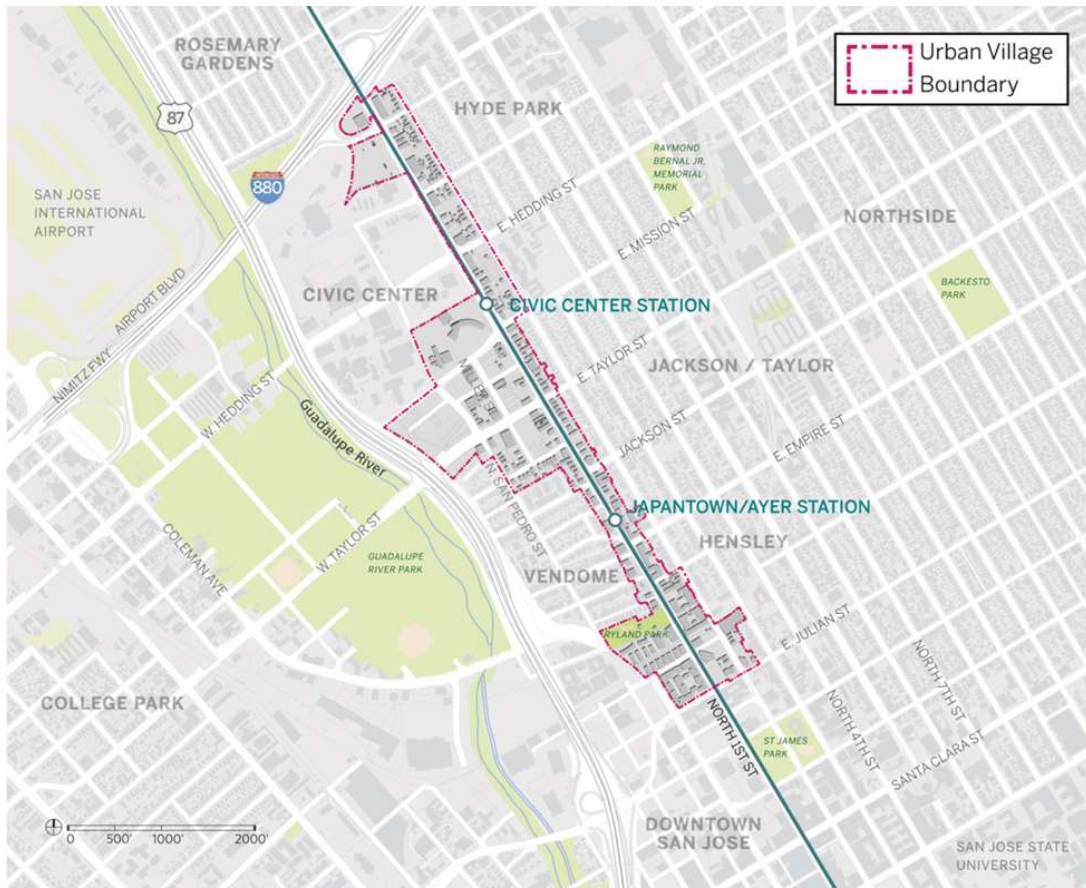 ROSEMARY
GARDENS
Urban Village
Boundary
87
HYDE PARK
880
RAYMOND
BERNAL JR.
MEMORIAL
PARK
SAN JOSE
INTERNATIONAL
AIRPORT
E. HEDDING ST
E. MISSION ST
NORTHSIDE
BACKESTO
PARK
CIVIC CENTER
CIVIC CENTER STATION
AIRPORT BLVD
NIMITZ FWY
W. HEDDING ST
Guadalupe River
E. TAYLOR ST
JACKSON / TAYLOR
JACKSON ST
E. EMPIRE ST
N. SAN PEDRO ST
JAPANTOWN/AYER STATION
HENSLEY
W. TAYLOR ST
COLEMAN AVE
GUADALUPE
RIVER PARK
VENDOME
RYLAND PARK
E. JULIAN ST
COLLEGE PARK
NORTH 1ST ST
NORTH 7TH ST
NORTH 4TH ST
ST JAMES
PARK
SANTA CLARA ST
0 500' 1000' 2000'
DOWNTOWN
SAN JOSE
SAN JOSE STATE
UNIVERSITY